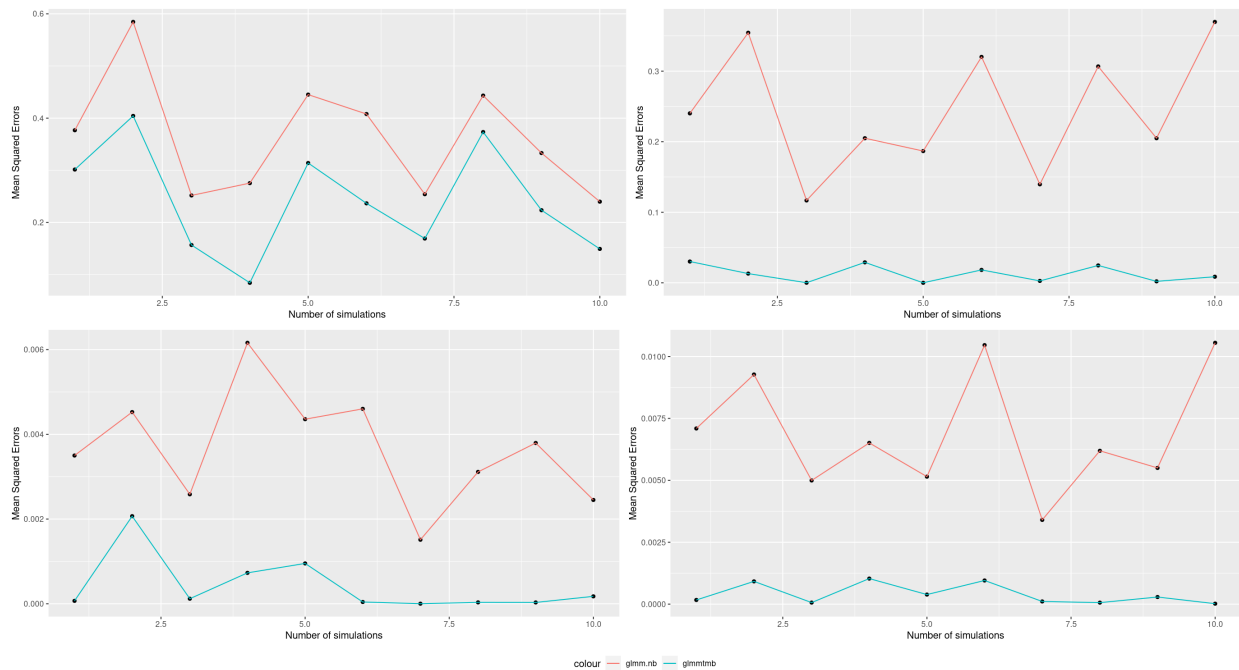 Mean Squared Errors
0.6
0.4
0.2
2.5 5.0 7.5 10.0
Number of simulations
Mean Squared Errors
0.3
0.2
0.1
0.0
2.5 5.0 7.5 10.0
Number of simulations
Mean Squared Errors
0.006
0.004
0.002
0.000
2.5 5.0 7.5 10.0
Number of simulations
Mean Squared Errors
0.0100
0.0075
0.0050
0.0025
0.0000
2.5 5.0 7.5 10.0
Number of simulations
colour glmm.nb glmmtmb